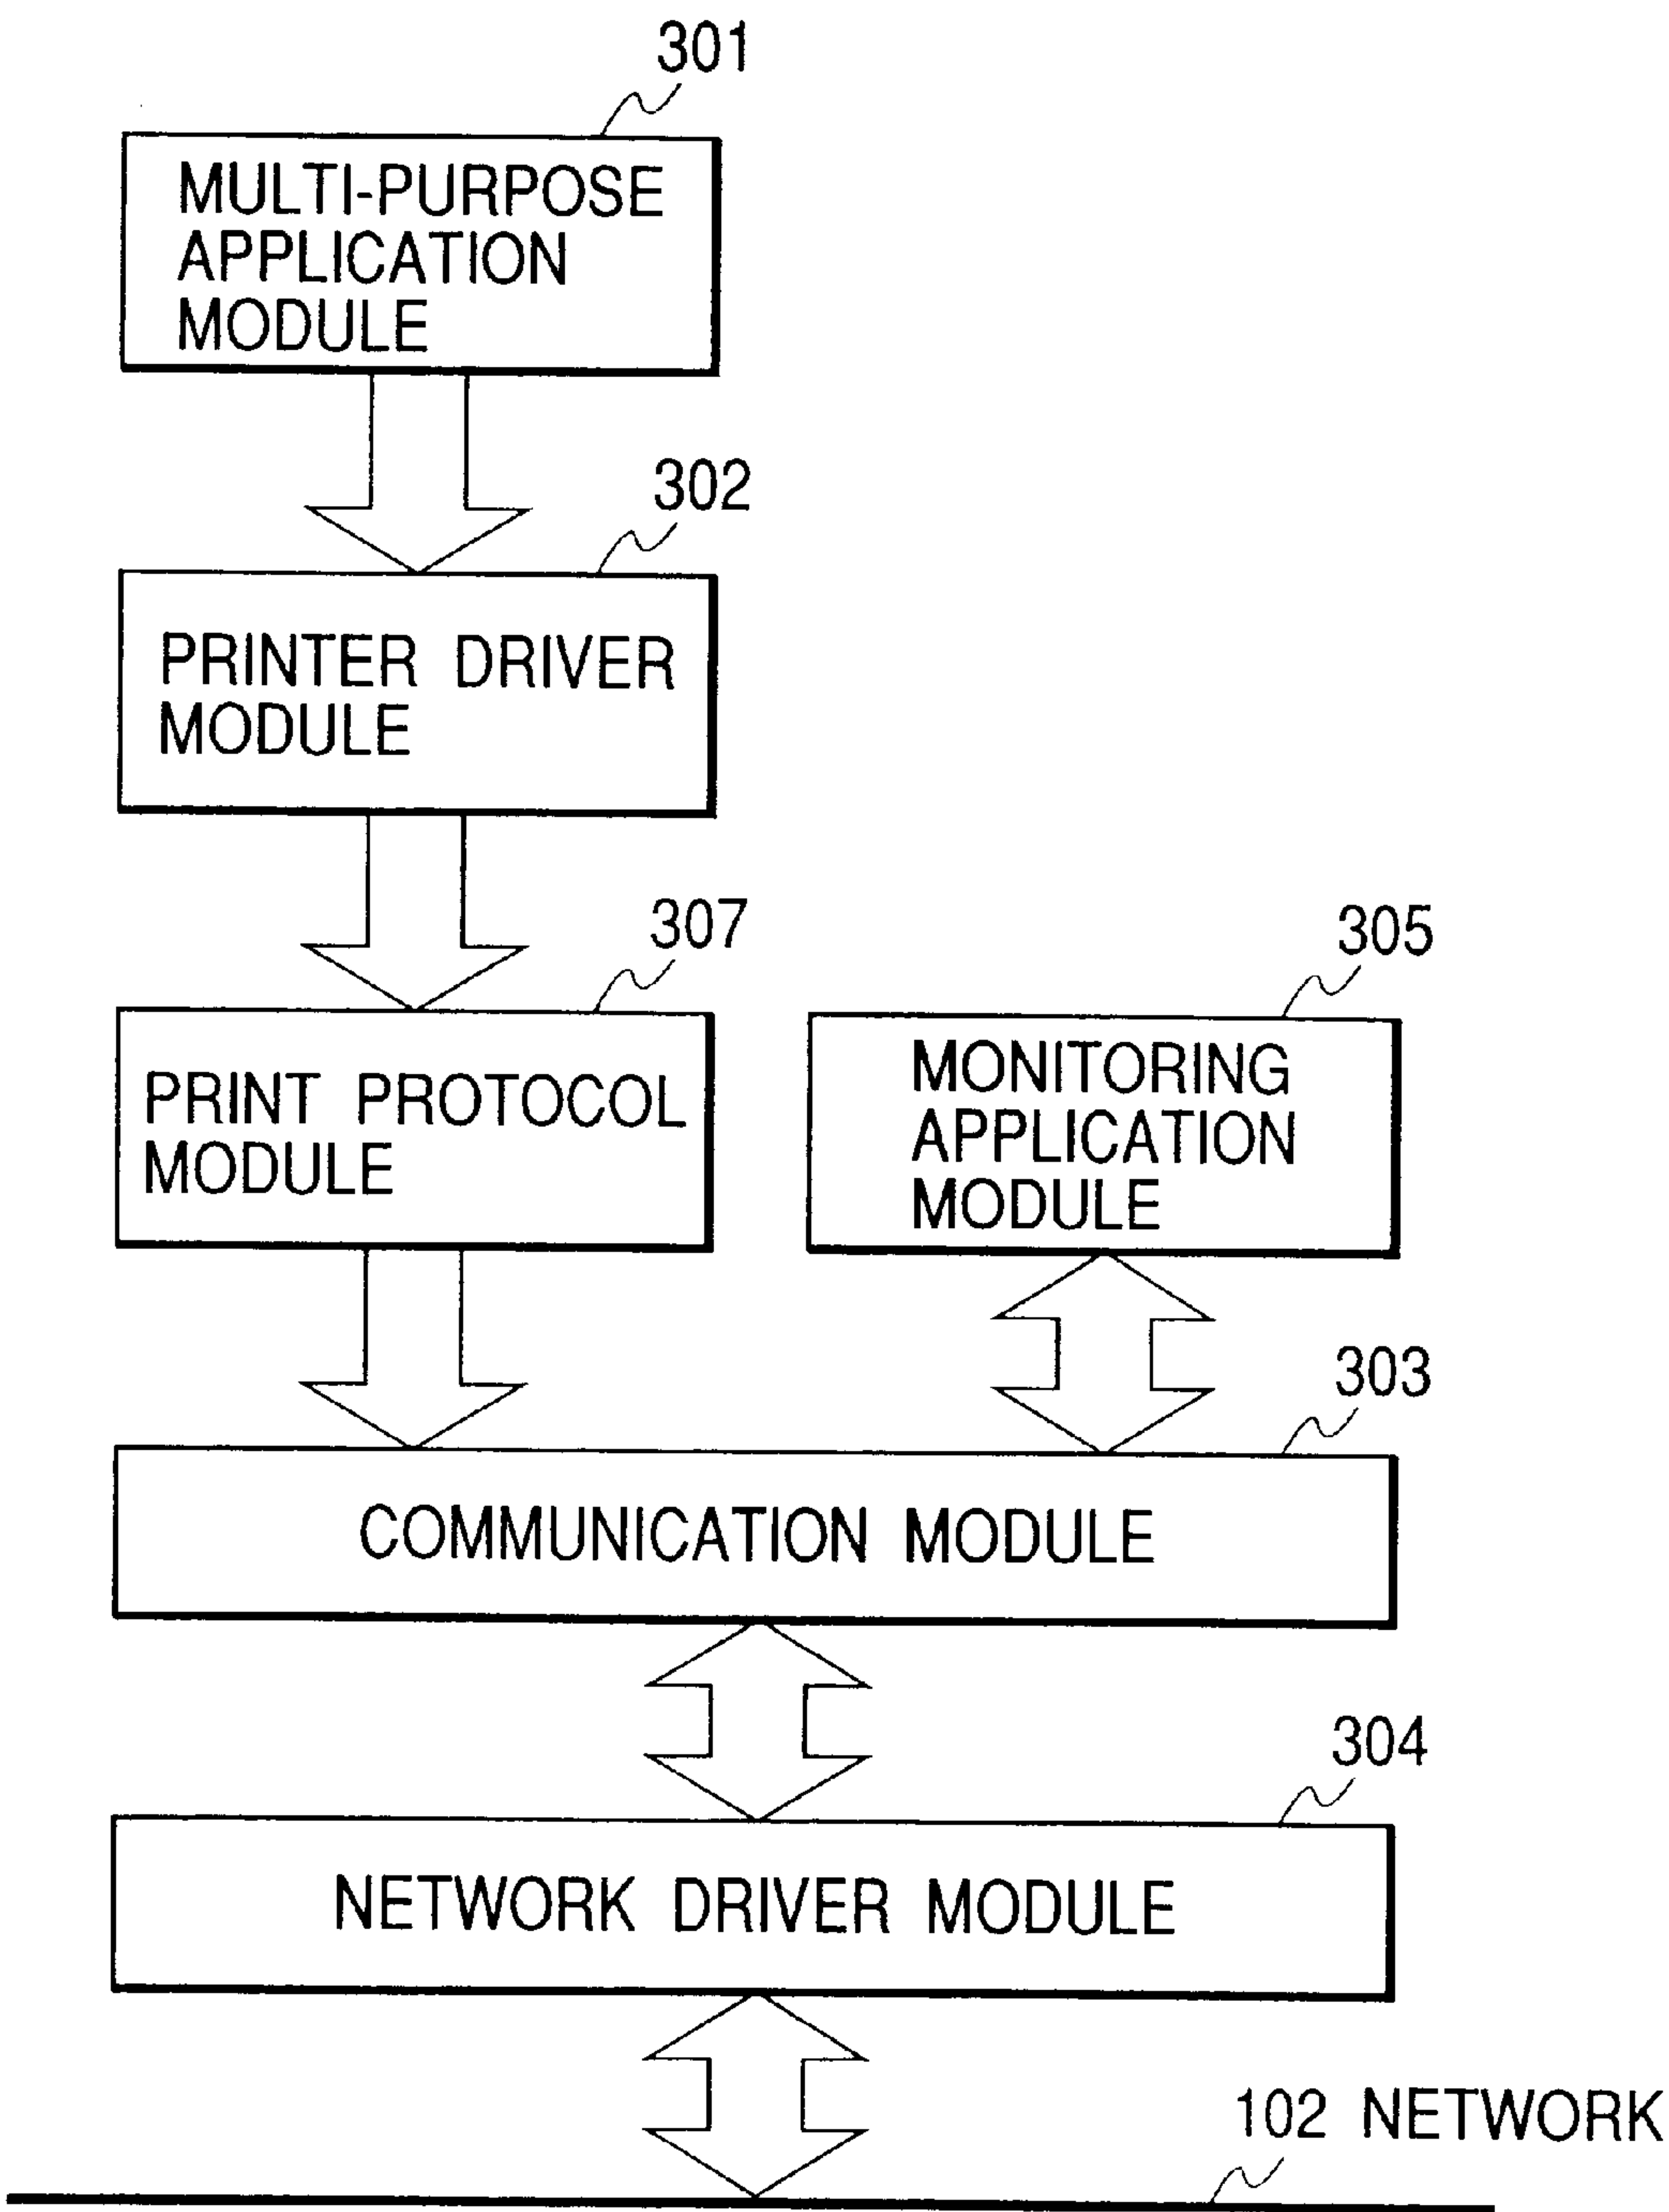 301
MULTI-PURPOSE
APPLICATION
MODULE
302
PRINTER DRIVER
MODULE
307
PRINT PROTOCOL
MODULE
305
MONITORING
APPLICATION
MODULE
303
COMMUNICATION MODULE
304
NETWORK DRIVER MODULE
102 NETWORK